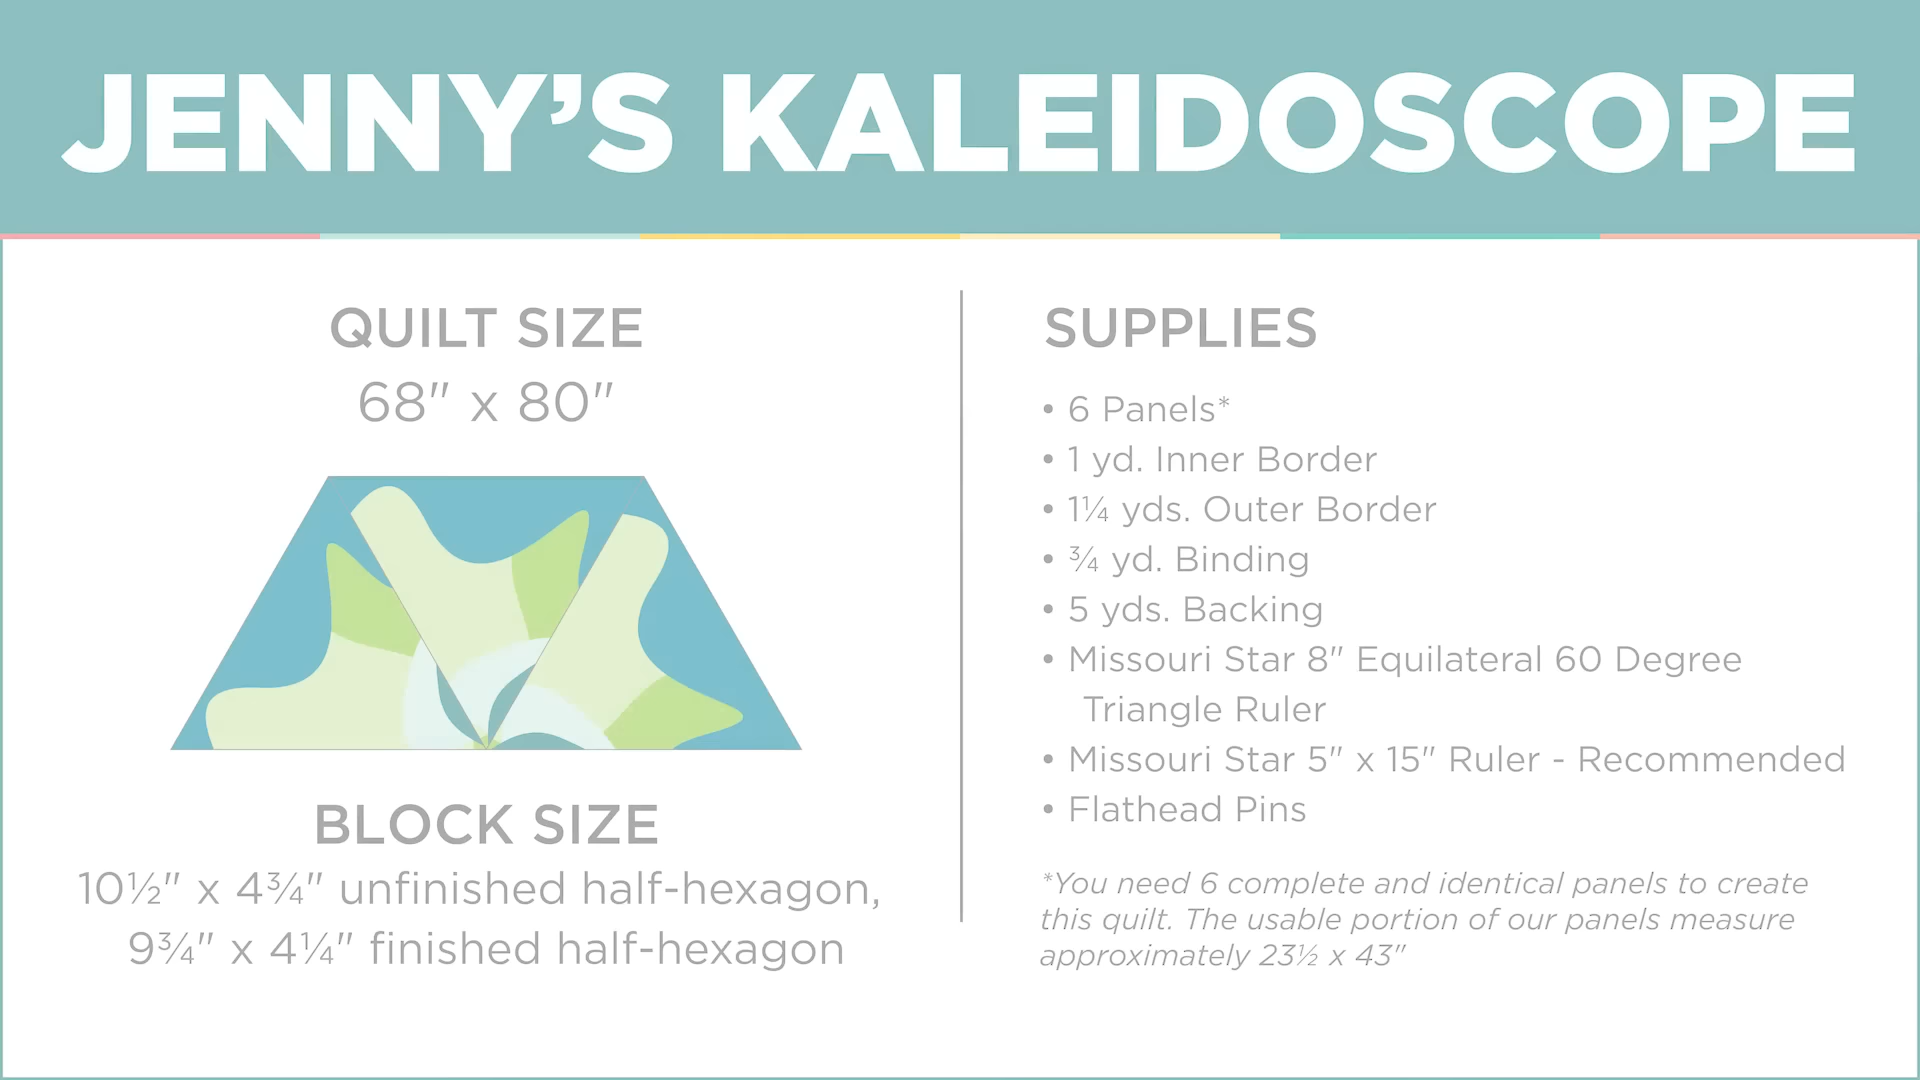 JENNY’S KALEIDOSCOPE
QUILT SIZE
68" x 80"
BLOCK SIZE
10½" x 4¾" unfinished half-hexagon,
9¾" x 4¼" finished half-hexagon
SUPPLIES
• 6 Panels*
• 1 yd. Inner Border
• 1¼ yds. Outer Border
• ¾ yd. Binding
• 5 yds. Backing
• Missouri Star 8" Equilateral 60 Degree
Triangle Ruler
• Missouri Star 5" x 15" Ruler - Recommended
• Flathead Pins
*You need 6 complete and identical panels to create
this quilt. The usable portion of our panels measure
approximately 23½ x 43"